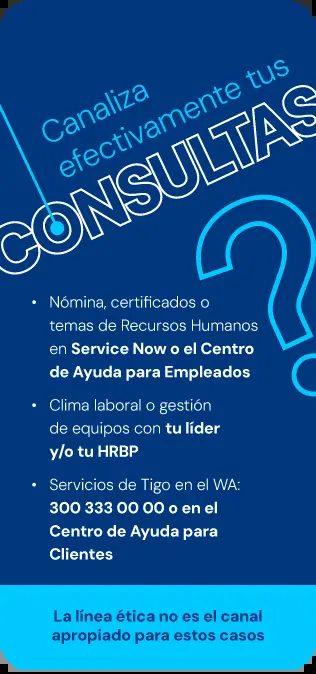 Canaliza
efectivamente tus
CONSULTAS
?
• Nómina, certificados o
temas de Recursos Humanos
en Service Now o el Centro
de Ayuda para Empleados
• Clima laboral o gestión
de equipos con tu líder
y/o tu HRBP
• Servicios de Tigo en el WA:
300 333 00 00 o en el
Centro de Ayuda para
Clientes
La línea ética no es el canal
apropiado para estos casos